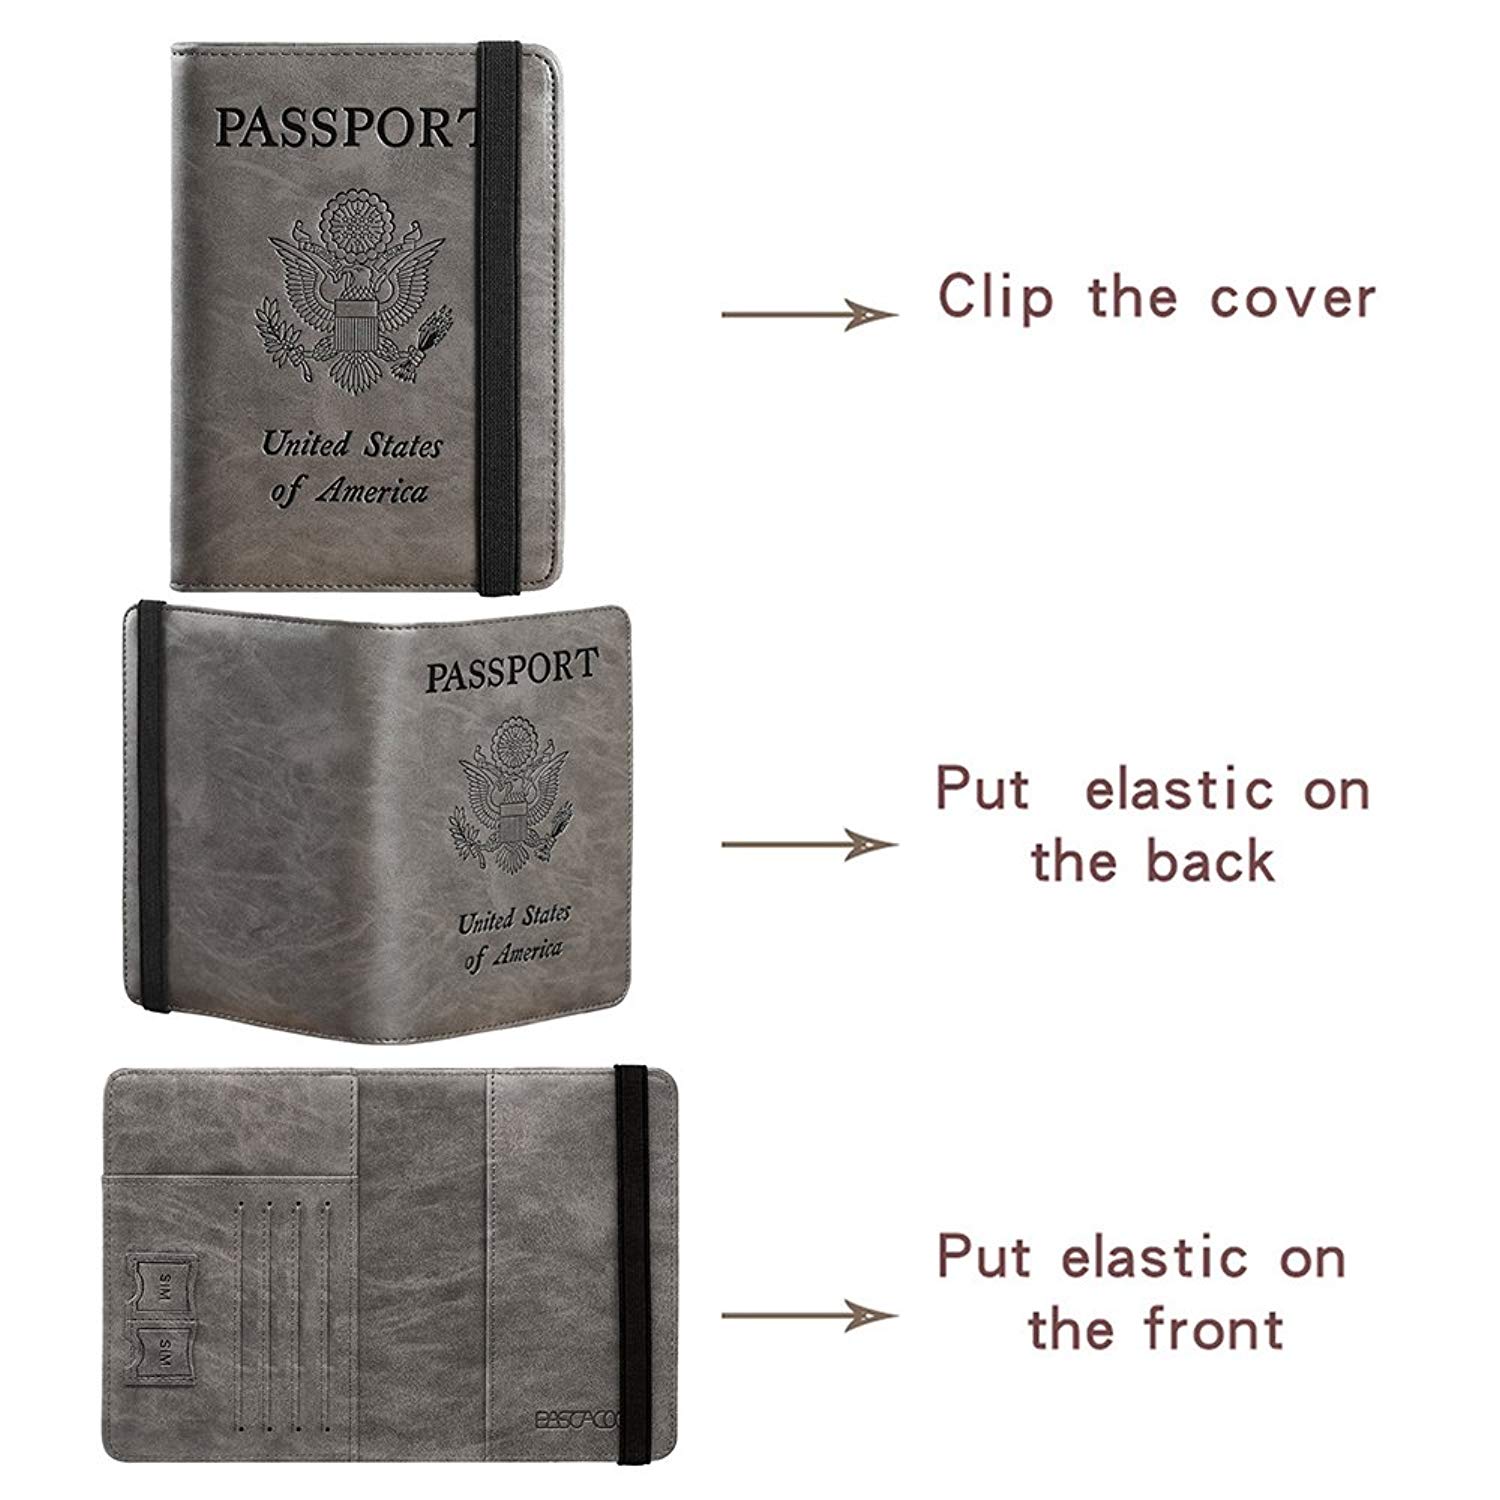 PASSPORT
United States
of America
Clip the cover
PASSPORT
United States
of America
Put elastic on
the back
SIM
SIM
Put elastic on
the front